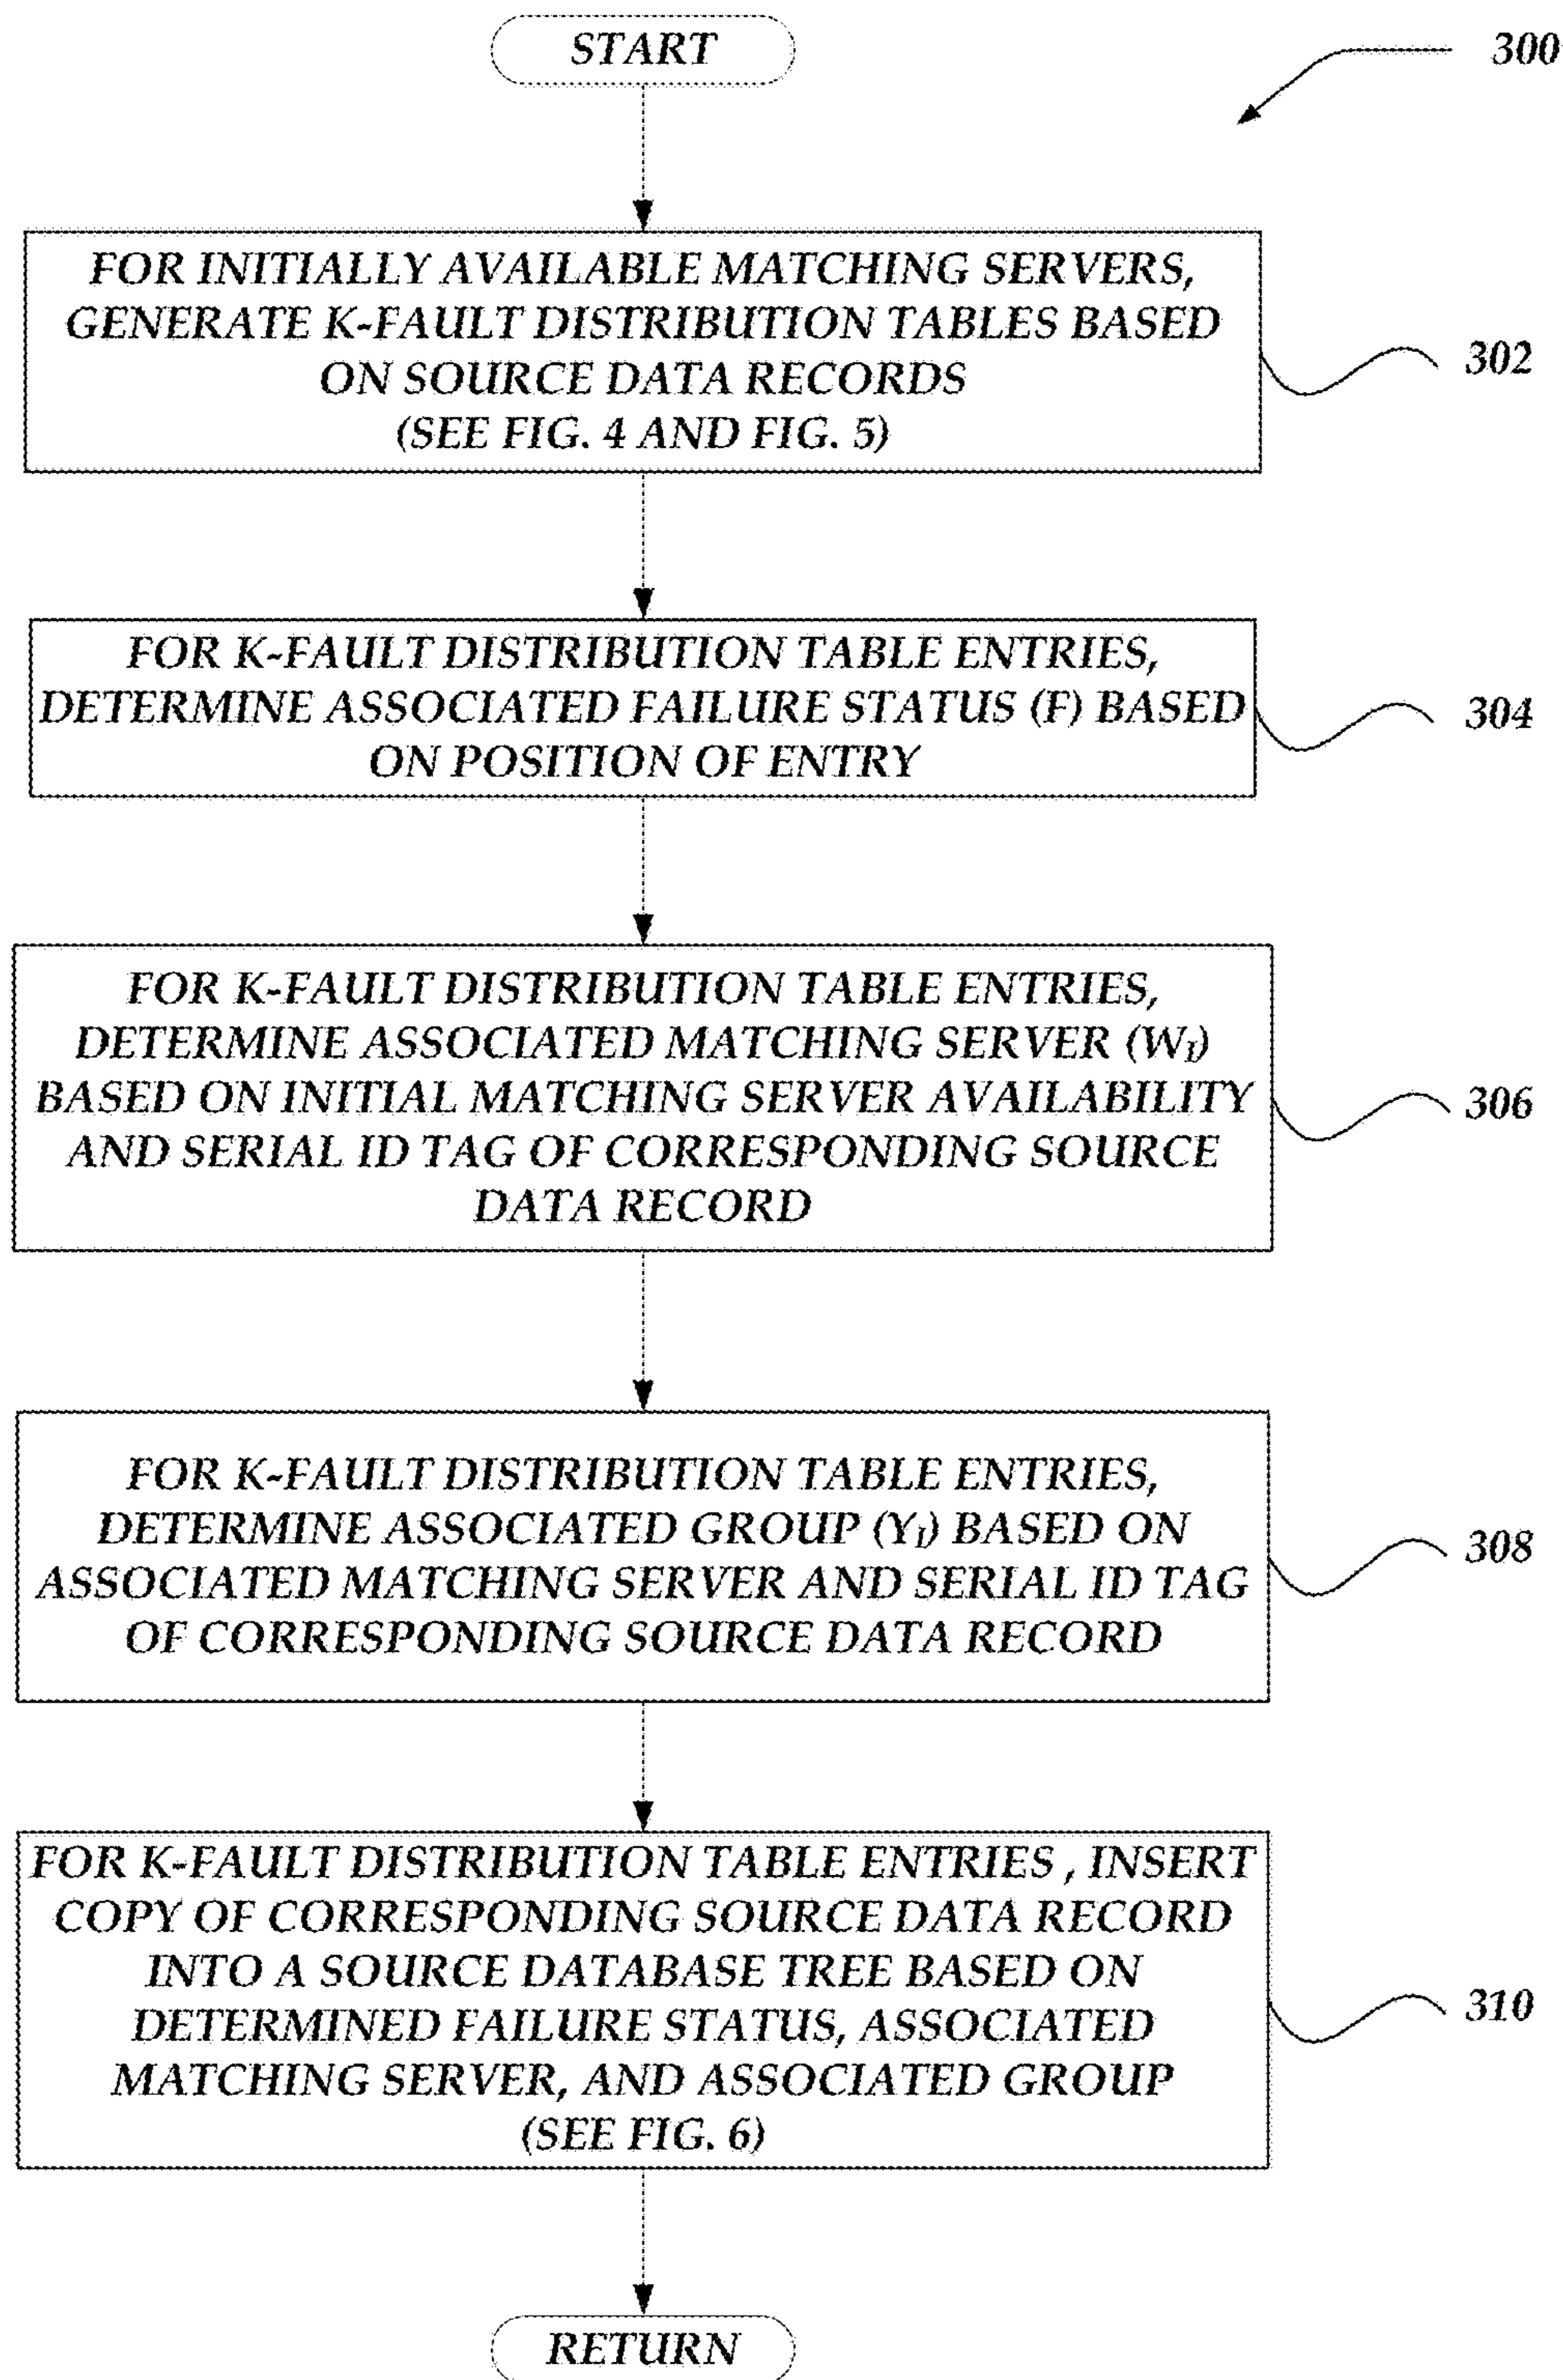 START
300
FOR INITIALLY AVAILABLE MATCHING SERVERS,
GENERATE K-FAULT DISTRIBUTION TABLES BASED
ON SOURCE DATA RECORDS
(SEE FIG. 4 AND FIG. 5)
302
FOR K-FAULT DISTRIBUTION TABLE ENTRIES,
DETERMINE ASSOCIATED FAILURE STATUS (F) BASED
ON POSITION OF ENTRY
304
FOR K-FAULT DISTRIBUTION TABLE ENTRIES,
DETERMINE ASSOCIATED MATCHING SERVER (WI)
BASED ON INITIAL MATCHING SERVER AVAILABILITY
AND SERIAL ID TAG OF CORRESPONDING SOURCE
DATA RECORD
306
FOR K-FAULT DISTRIBUTION TABLE ENTRIES,
DETERMINE ASSOCIATED GROUP (YI) BASED ON
ASSOCIATED MATCHING SERVER AND SERIAL ID TAG
OF CORRESPONDING SOURCE DATA RECORD
308
FOR K-FAULT DISTRIBUTION TABLE ENTRIES , INSERT
COPY OF CORRESPONDING SOURCE DATA RECORD
INTO A SOURCE DATABASE TREE BASED ON
DETERMINED FAILURE STATUS, ASSOCIATED
MATCHING SERVER, AND ASSOCIATED GROUP
(SEE FIG. 6)
310
RETURN